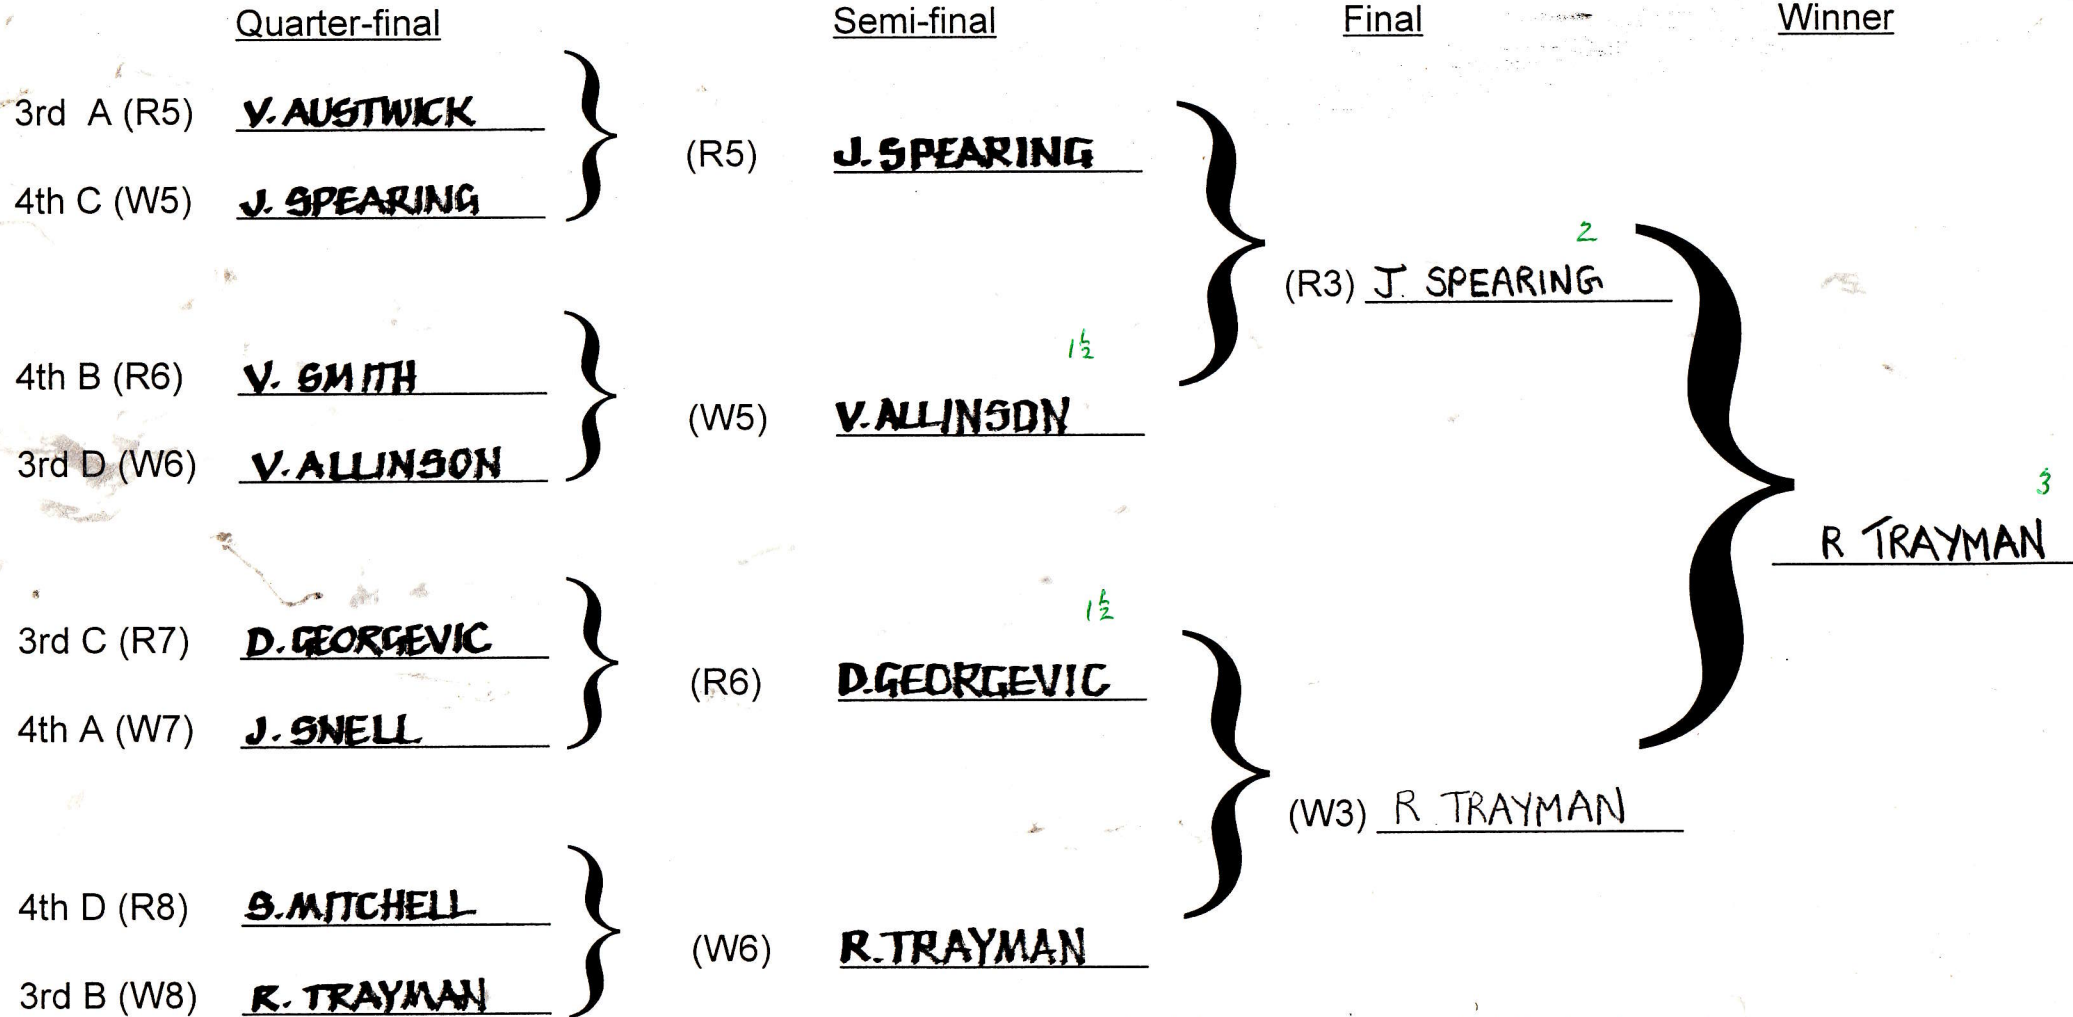 Quarter-final Semi-final Final Winner
3rd A (R5) V. AUSTWICK
(R5) J. SPEARING
4th C (W5) J. SPEARING
2
(R3) J. SPEARING
1½
4th B (R6) V. SMITH
(W5) V. ALLINSON
3rd D (W6) V. ALLINSON
3
R TRAYMAN
1½
3rd C (R7) D. GEORGEVIC
(R6) D. GEORGEVIC
4th A (W7) J. SNELL
(W3) R TRAYMAN
4th D (R8) S. MITCHELL
(W6) R. TRAYMAN
3rd B (W8) R. TRAYMAN